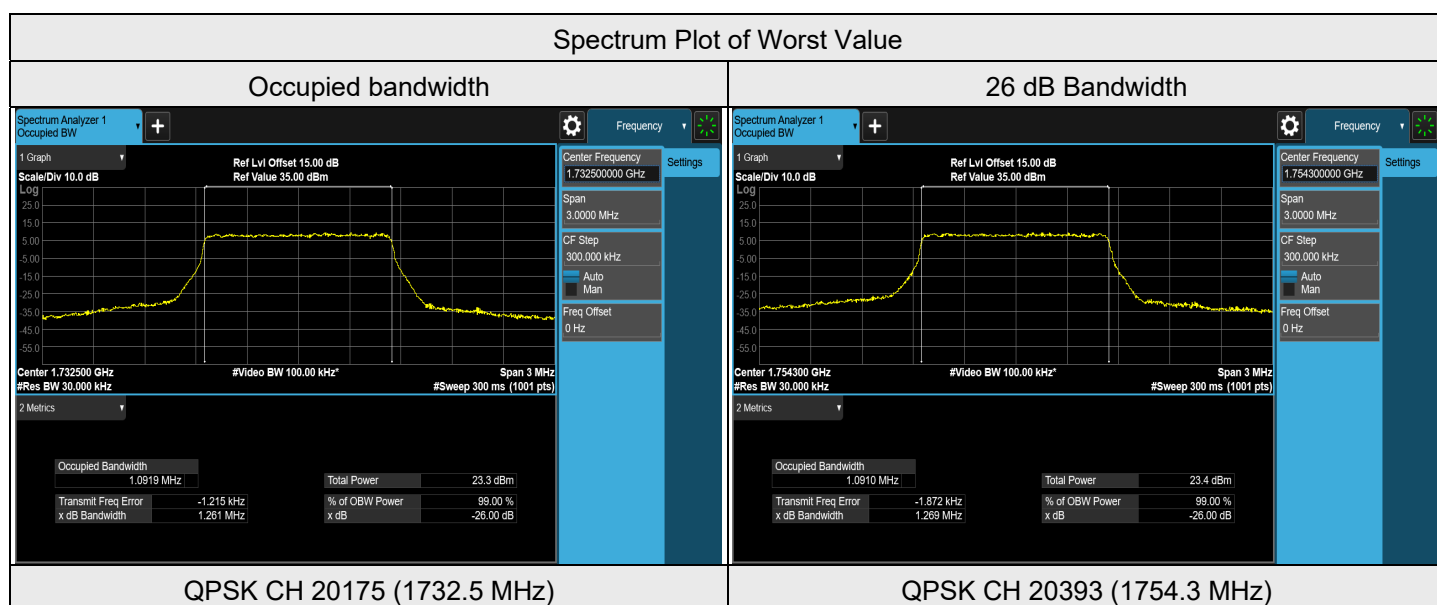 Spectrum Plot of Worst Value
Occupied bandwidth
26 dB Bandwidth
Spectrum Analyzer 1
Occupied BW
+
Frequency
1 Graph
Scale/Div 10.0 dB
Ref Lvl Offset 15.00 dB
Ref Value 35.00 dBm
Log
25.0
15.0
5.00
-5.00
-15.0
-25.0
-35.0
-45.0
-55.0
Center 1.732500 GHz
#Video BW 100.00 kHz*
Span 3 MHz
#Res BW 30.000 kHz
#Sweep 300 ms (1001 pts)
Center Frequency
1.732500000 GHz
Settings
Span
3.0000 MHz
CF Step
300.000 kHz
Auto
Man
Freq Offset
0 Hz
2 Metrics
Occupied Bandwidth
1.0919 MHz
Total Power 23.3 dBm
Transmit Freq Error -1.215 kHz
% of OBW Power 99.00 %
x dB Bandwidth 1.261 MHz
x dB -26.00 dB
Spectrum Analyzer 1
Occupied BW
+
Frequency
1 Graph
Scale/Div 10.0 dB
Ref Lvl Offset 15.00 dB
Ref Value 35.00 dBm
Log
25.0
15.0
5.00
-5.00
-15.0
-25.0
-35.0
-45.0
-55.0
Center 1.754300 GHz
#Video BW 100.00 kHz*
Span 3 MHz
#Res BW 30.000 kHz
#Sweep 300 ms (1001 pts)
Center Frequency
1.754300000 GHz
Settings
Span
3.0000 MHz
CF Step
300.000 kHz
Auto
Man
Freq Offset
0 Hz
2 Metrics
Occupied Bandwidth
1.0910 MHz
Total Power 23.4 dBm
Transmit Freq Error -1.872 kHz
% of OBW Power 99.00 %
x dB Bandwidth 1.269 MHz
x dB -26.00 dB
QPSK CH 20175 (1732.5 MHz)
QPSK CH 20393 (1754.3 MHz)